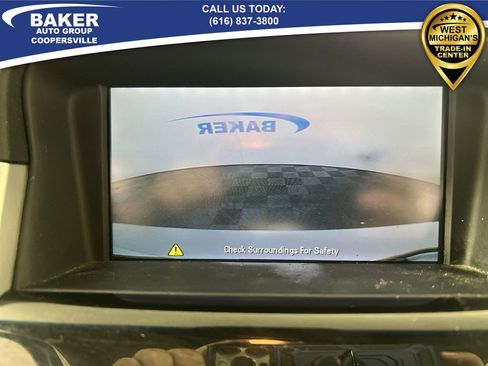 BAKER
AUTO GROUP
COOPERSVILLE
CALL US TODAY:
(616) 837-3800
WEST
MICHIGAN'S
TRADE-IN
CENTER
BAKER
Check Surroundings For Safety